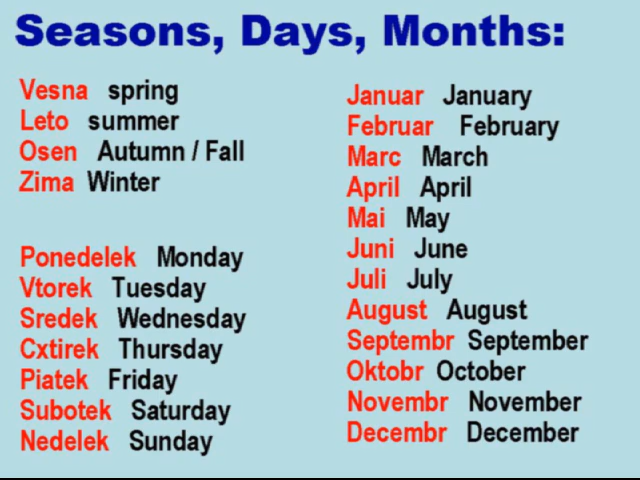 Seasons, Days, Months:
Vesna spring
Leto summer
Osen Autumn / Fall
Zima Winter
Ponedelek Monday
Vtorek Tuesday
Sredek Wednesday
Cxtirek Thursday
Piatek Friday
Subotek Saturday
Nedelek Sunday
Januar January
Februar February
Marc March
April April
Mai May
Juni June
Juli July
August August
Septembr September
Oktobr October
Novembr November
Decembr December